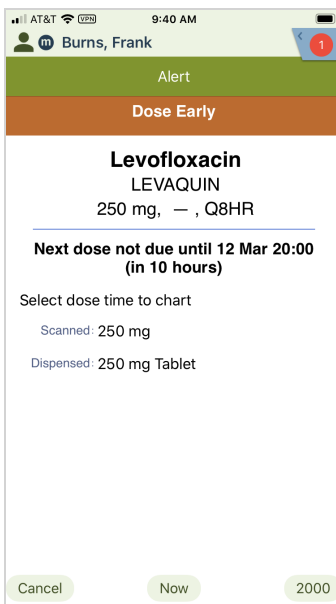 AT&T VPN 9:40 AM
m Burns, Frank 1
Alert
Dose Early
Levofloxacin
LEVAQUIN
250 mg, — , Q8HR
Next dose not due until 12 Mar 20:00
(in 10 hours)
Select dose time to chart
Scanned: 250 mg
Dispensed: 250 mg Tablet
Cancel Now 2000